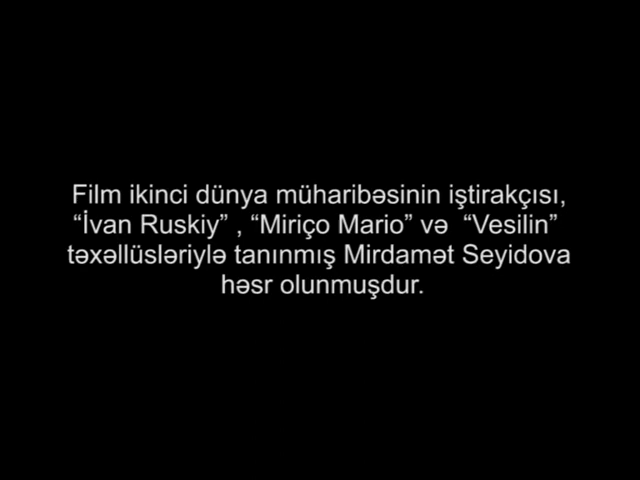 Film ikinci dünya müharibəsinin iştirakçısı,
“İvan Ruskiy” , “Miriço Mario” və “Vesilin”
təxəllüsləriylə tanınmış Mirdamət Seyidova
həsr olunmuşdur.